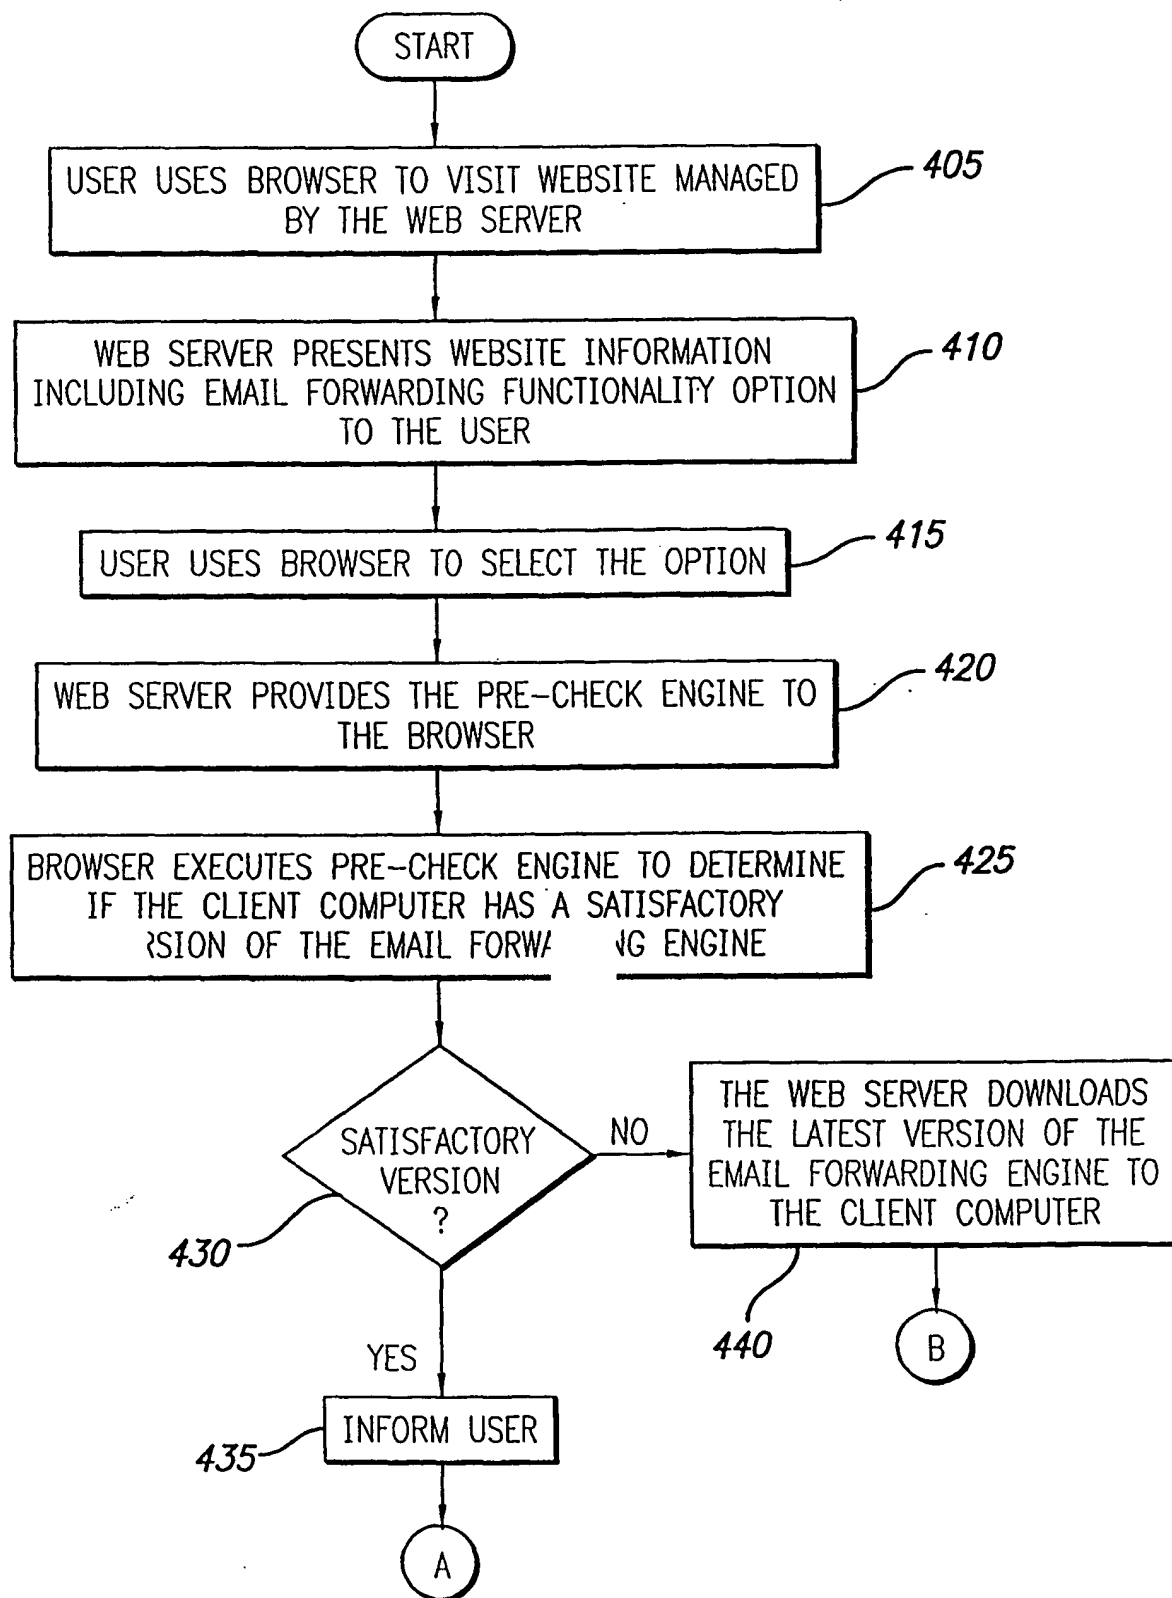 START
USER USES BROWSER TO VISIT WEBSITE MANAGED
BY THE WEB SERVER
405
WEB SERVER PRESENTS WEBSITE INFORMATION
INCLUDING EMAIL FORWARDING FUNCTIONALITY OPTION
TO THE USER
410
USER USES BROWSER TO SELECT THE OPTION
415
WEB SERVER PROVIDES THE PRE-CHECK ENGINE TO
THE BROWSER
420
BROWSER EXECUTES PRE-CHECK ENGINE TO DETERMINE
IF THE CLIENT COMPUTER HAS A SATISFACTORY
OF THE EMAIL ENGINE
425
SATISFACTORY
VERSION
?
430
NO
THE WEB SERVER DOWNLOADS
THE LATEST VERSION OF THE
EMAIL FORWARDING ENGINE TO
THE CLIENT COMPUTER
440
B
YES
INFORM USER
435
A